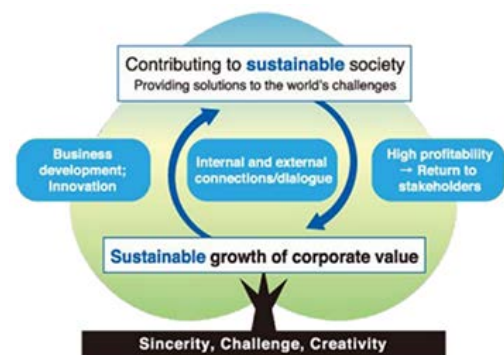 Contributing to sustainable society
Providing solutions to the world's challenges
Business
development;
Innovation
Internal and external
connections/dialogue
High profitability
→ Return to
stakeholders
Sustainable growth of corporate value
Sincerity, Challenge, Creativity